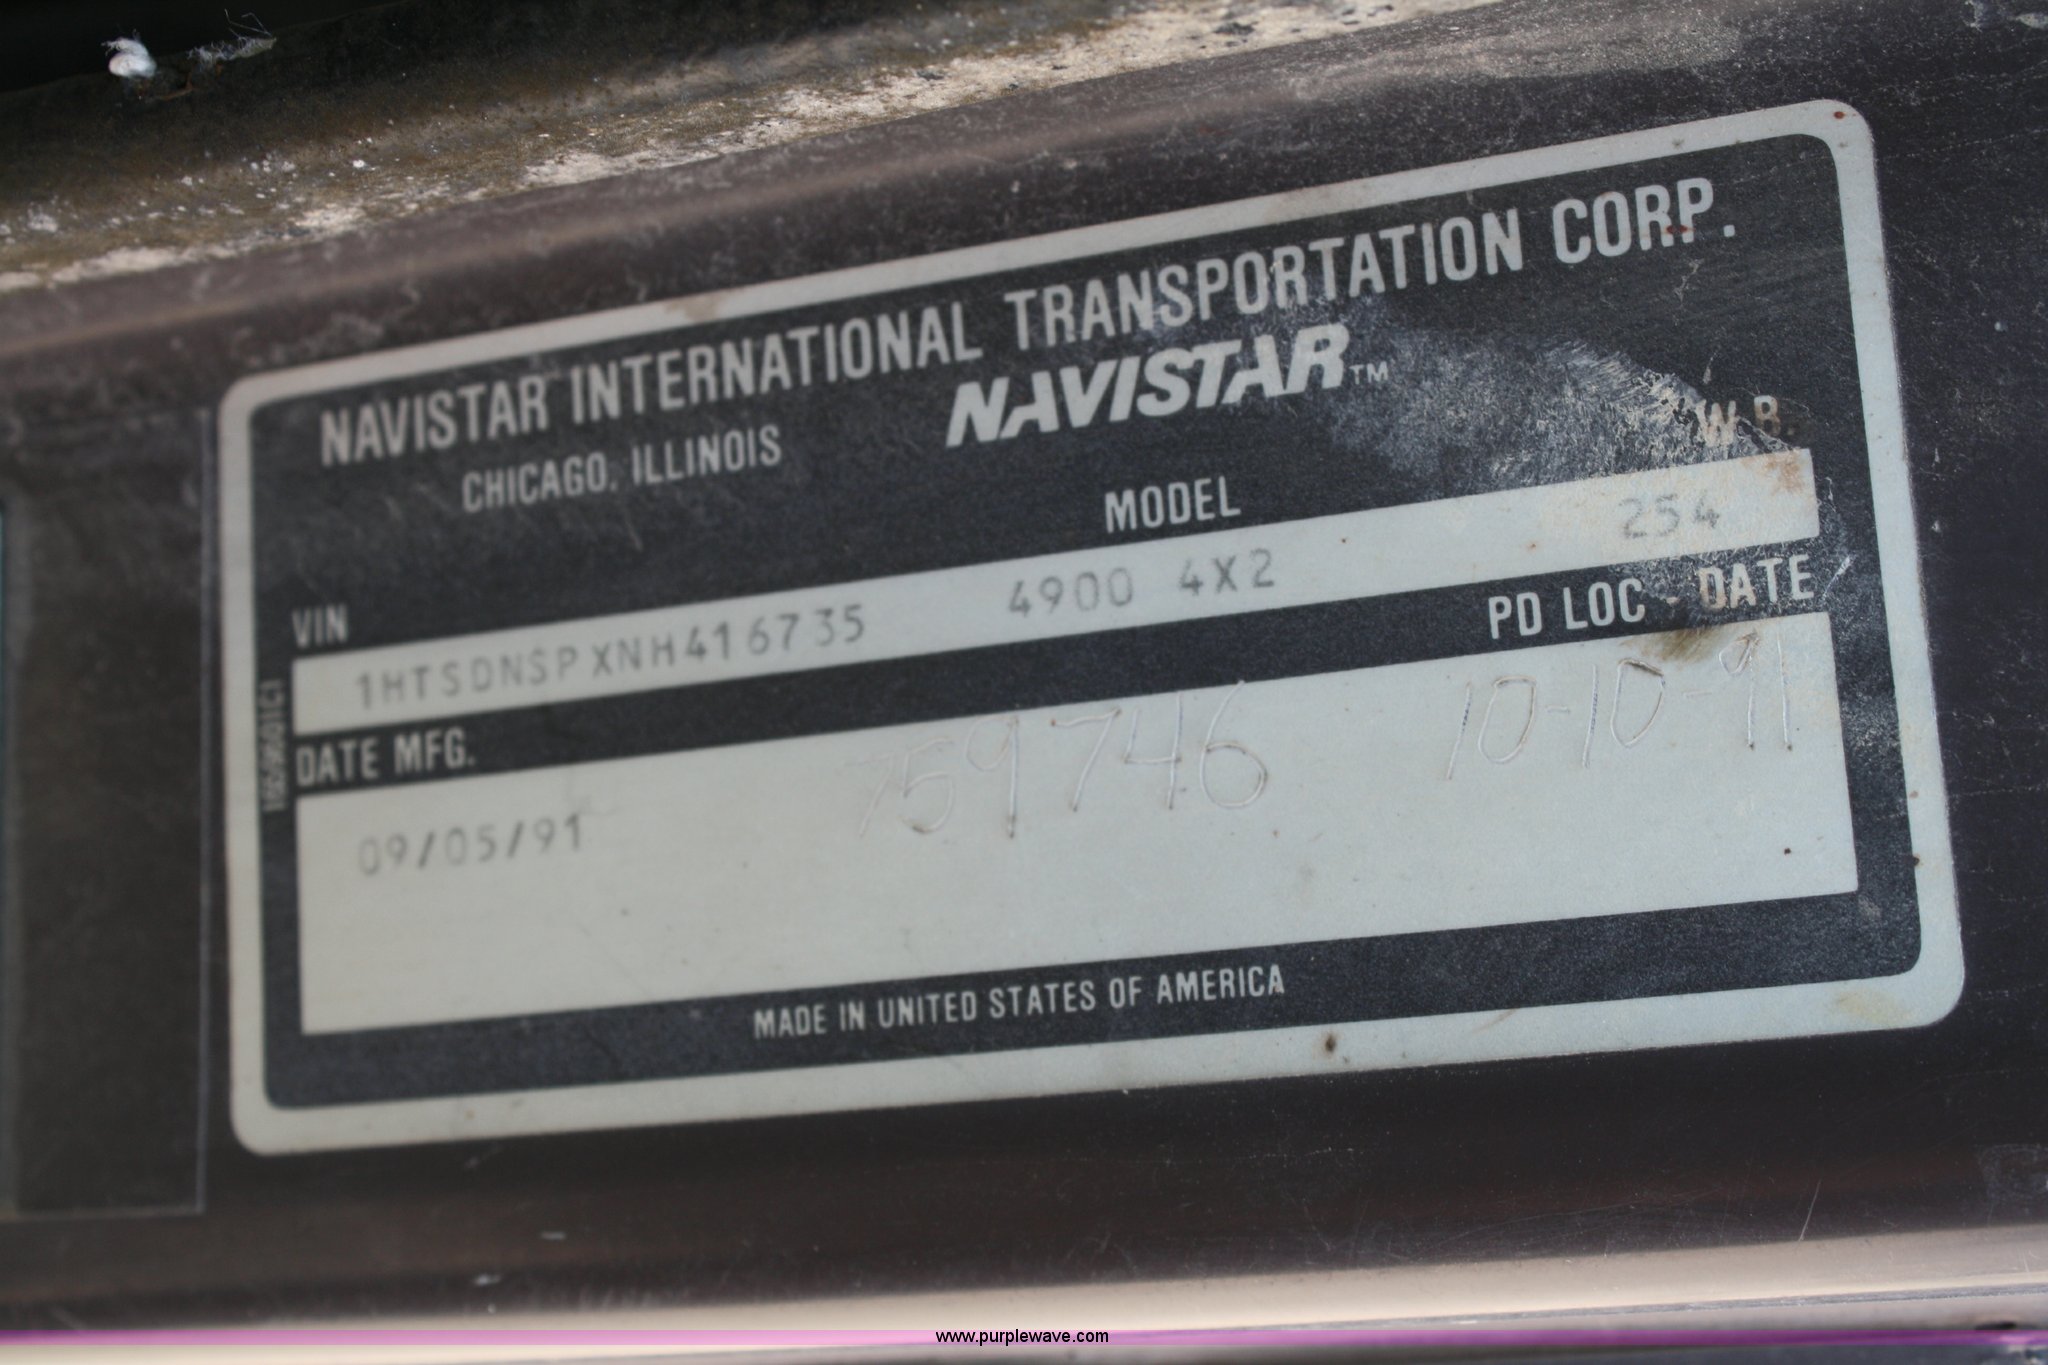 NAVISTAR INTERNATIONAL TRANSPORTATION CORP.
CHICAGO, ILLINOIS
NAVISTAR™
VIN
MODEL
W.B.
1HTSDNSPXNH416735
4900 4X2
254
DATE MFG.
PD LOC - DATE
09/05/91
759746
10-10-91
MADE IN UNITED STATES OF AMERICA
www.purplewave.com